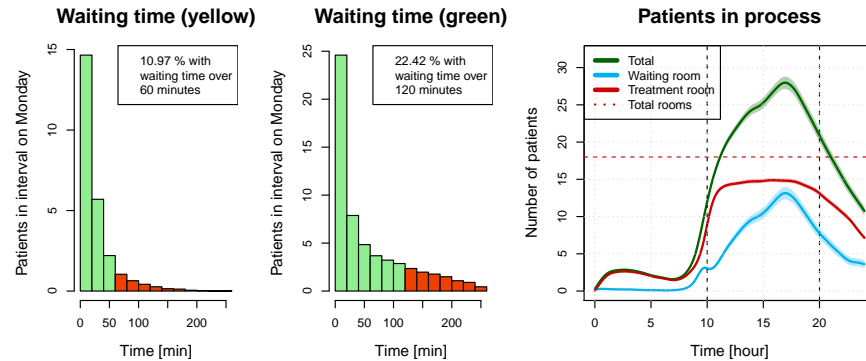 Waiting time (yellow)
Patients in interval on Monday
15
10
5
0
10.97 % with
waiting time over
60 minutes
0
50
200
Time [min]
Waiting time (green)
Patients in interval on Monday
25
20
15
10
5
0
22.42 % with
waiting time over
120 minutes
0
50
200
Time [min]
Patients in process
Number of patients
30
25
20
15
10
5
0
Total
Waiting room
Treatment room
Total rooms
0
5
10
15
20
Time [hour]